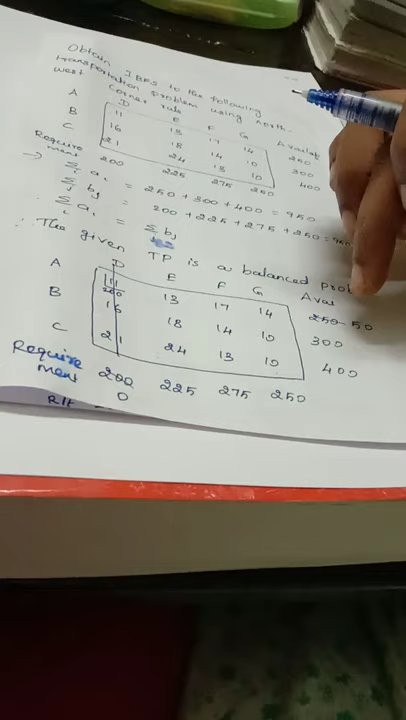 Obtain IBFS to the following
transportation problem using north-
west corner rule
D E F G Available
A 11 13 17 14 250
B 16 18 14 10 300
C 21 24 13 10 400
Requirement 200 225 275 250
→ Σ ai = 250 + 300 + 400 = 950
i
Σ bj = 200 + 225 + 275 + 250 = 950
j
Σ ai = Σ bj
i
∴ The given TP is a balanced prob
D E F G Avai
A 11 13 17 14 250 50
200
B 16 18 14 10 300
C 21 24 13 10 400
Requirement 200 225 275 250
0